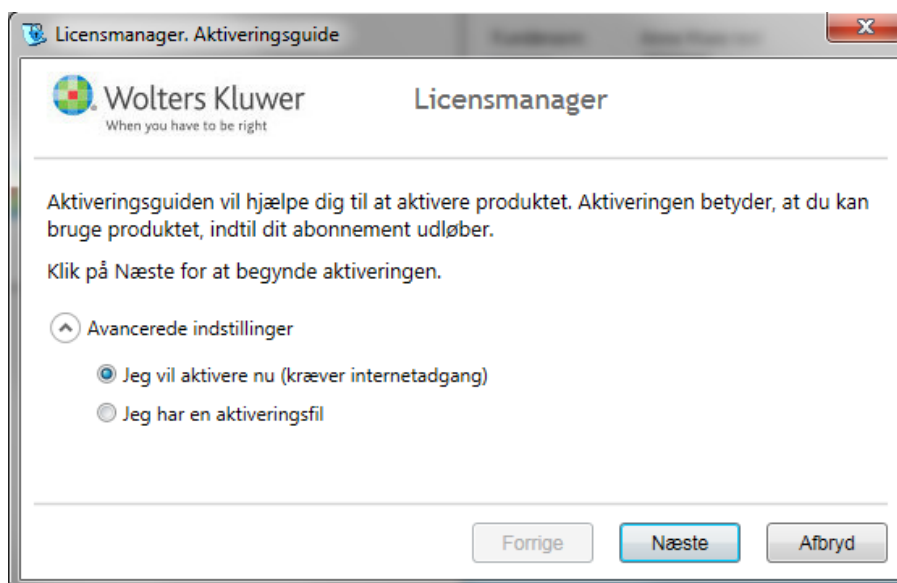 Licensmanager. Aktiveringsguide
Wolters Kluwer
When you have to be right
Licensmanager
Aktiveringsguiden vil hjælpe dig til at aktivere produktet. Aktiveringen betyder, at du kan
bruge produktet, indtil dit abonnement udløber.
Klik på Næste for at begynde aktiveringen.
Avancerede indstillinger
Jeg vil aktivere nu (kræver internetadgang)
Jeg har en aktiveringsfil
Forrige
Næste
Afbryd